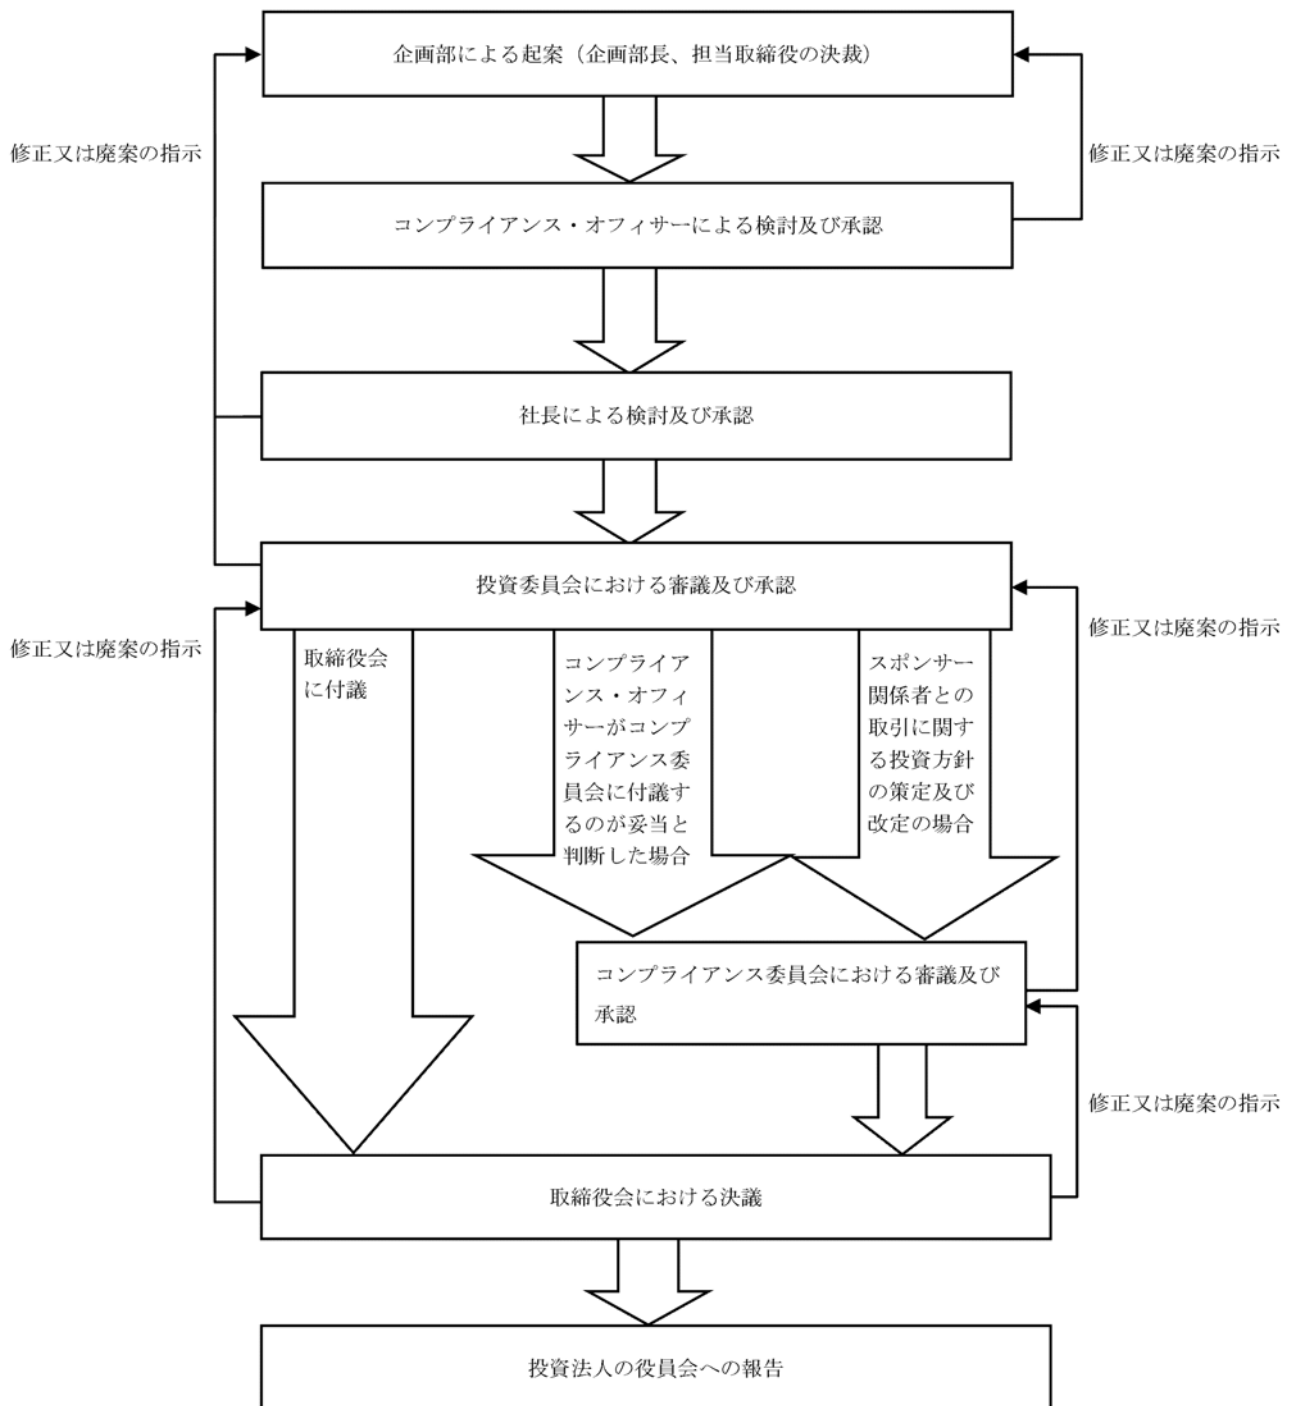 企画部による起案（企画部長、担当取締役の決裁）
修正又は廃案の指示
修正又は廃案の指示
コンプライアンス・オフィサーによる検討及び承認
社長による検討及び承認
投資委員会における審議及び承認
修正又は廃案の指示
修正又は廃案の指示
取締役会
に付議
コンプライア
ンス・オフィ
サーがコンプ
ライアンス委
員会に付議す
るのが妥当と
判断した場合
スポンサー
関係者との
取引に関す
る投資方針
の策定及び
改定の場合
コンプライアンス委員会における審議及び
承認
修正又は廃案の指示
取締役会における決議
投資法人の役員会への報告